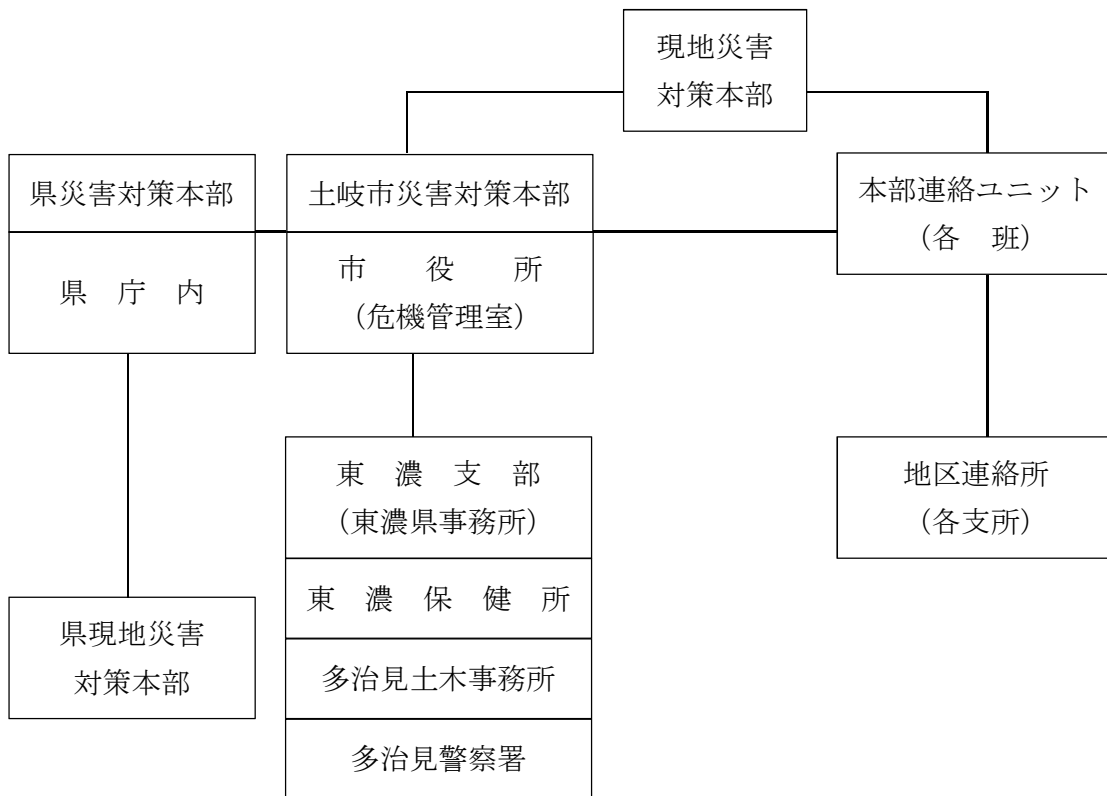 現地災害
対策本部
県災害対策本部
県　庁　内
土岐市災害対策本部
市　役　所
（危機管理室）
本部連絡ユニット
（各　班）
東　濃　支　部
（東濃県事務所）
東　濃　保　健　所
多治見土木事務所
多治見警察署
地区連絡所
（各支所）
県現地災害
対策本部